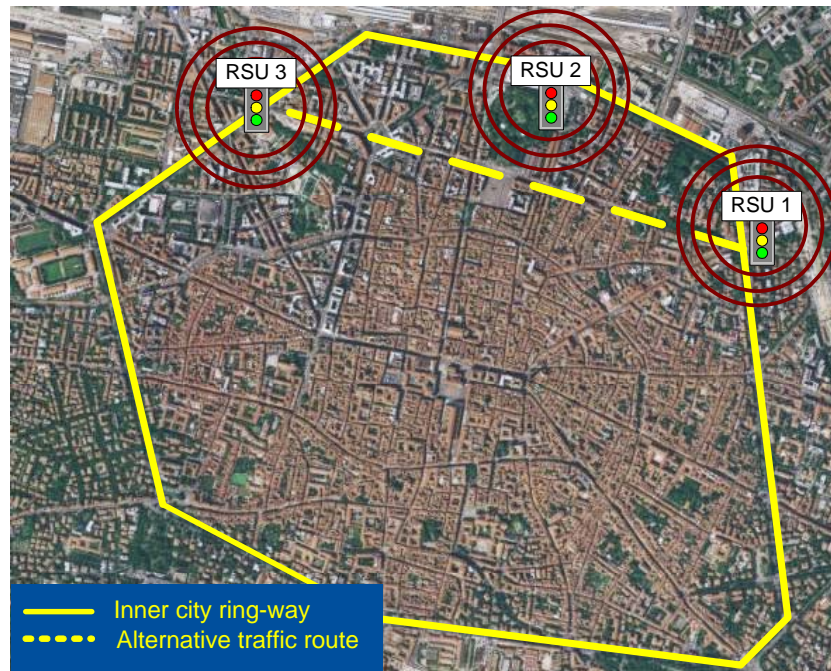 RSU 3
RSU 2
RSU 1
Inner city ring-way
Alternative traffic route